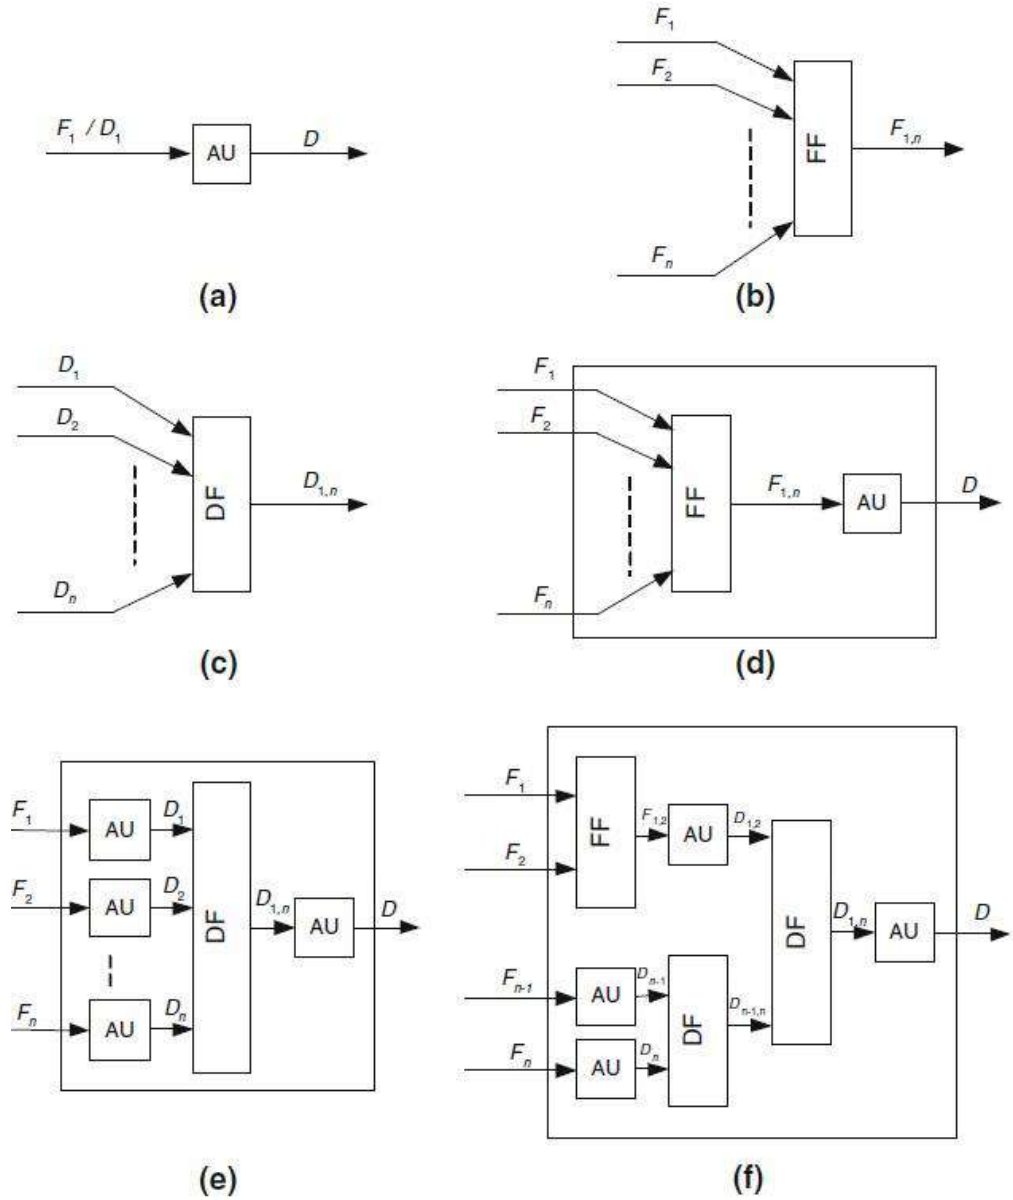 F1 / D1
AU
D
(a)
F1
F2
Fn
FF
F1,n
(b)
D1
D2
Dn
DF
D1,n
(c)
F1
F2
Fn
FF
F1,n
AU
D
(d)
F1
AU
D1
F2
AU
D2
Fn
AU
Dn
DF
D1,n
AU
D
(e)
F1
F2
FF
F1,2
AU
D1,2
Fn-1
AU
Dn-1
Fn
AU
Dn
DF
Dn-1,n
DF
D1,n
AU
D
(f)